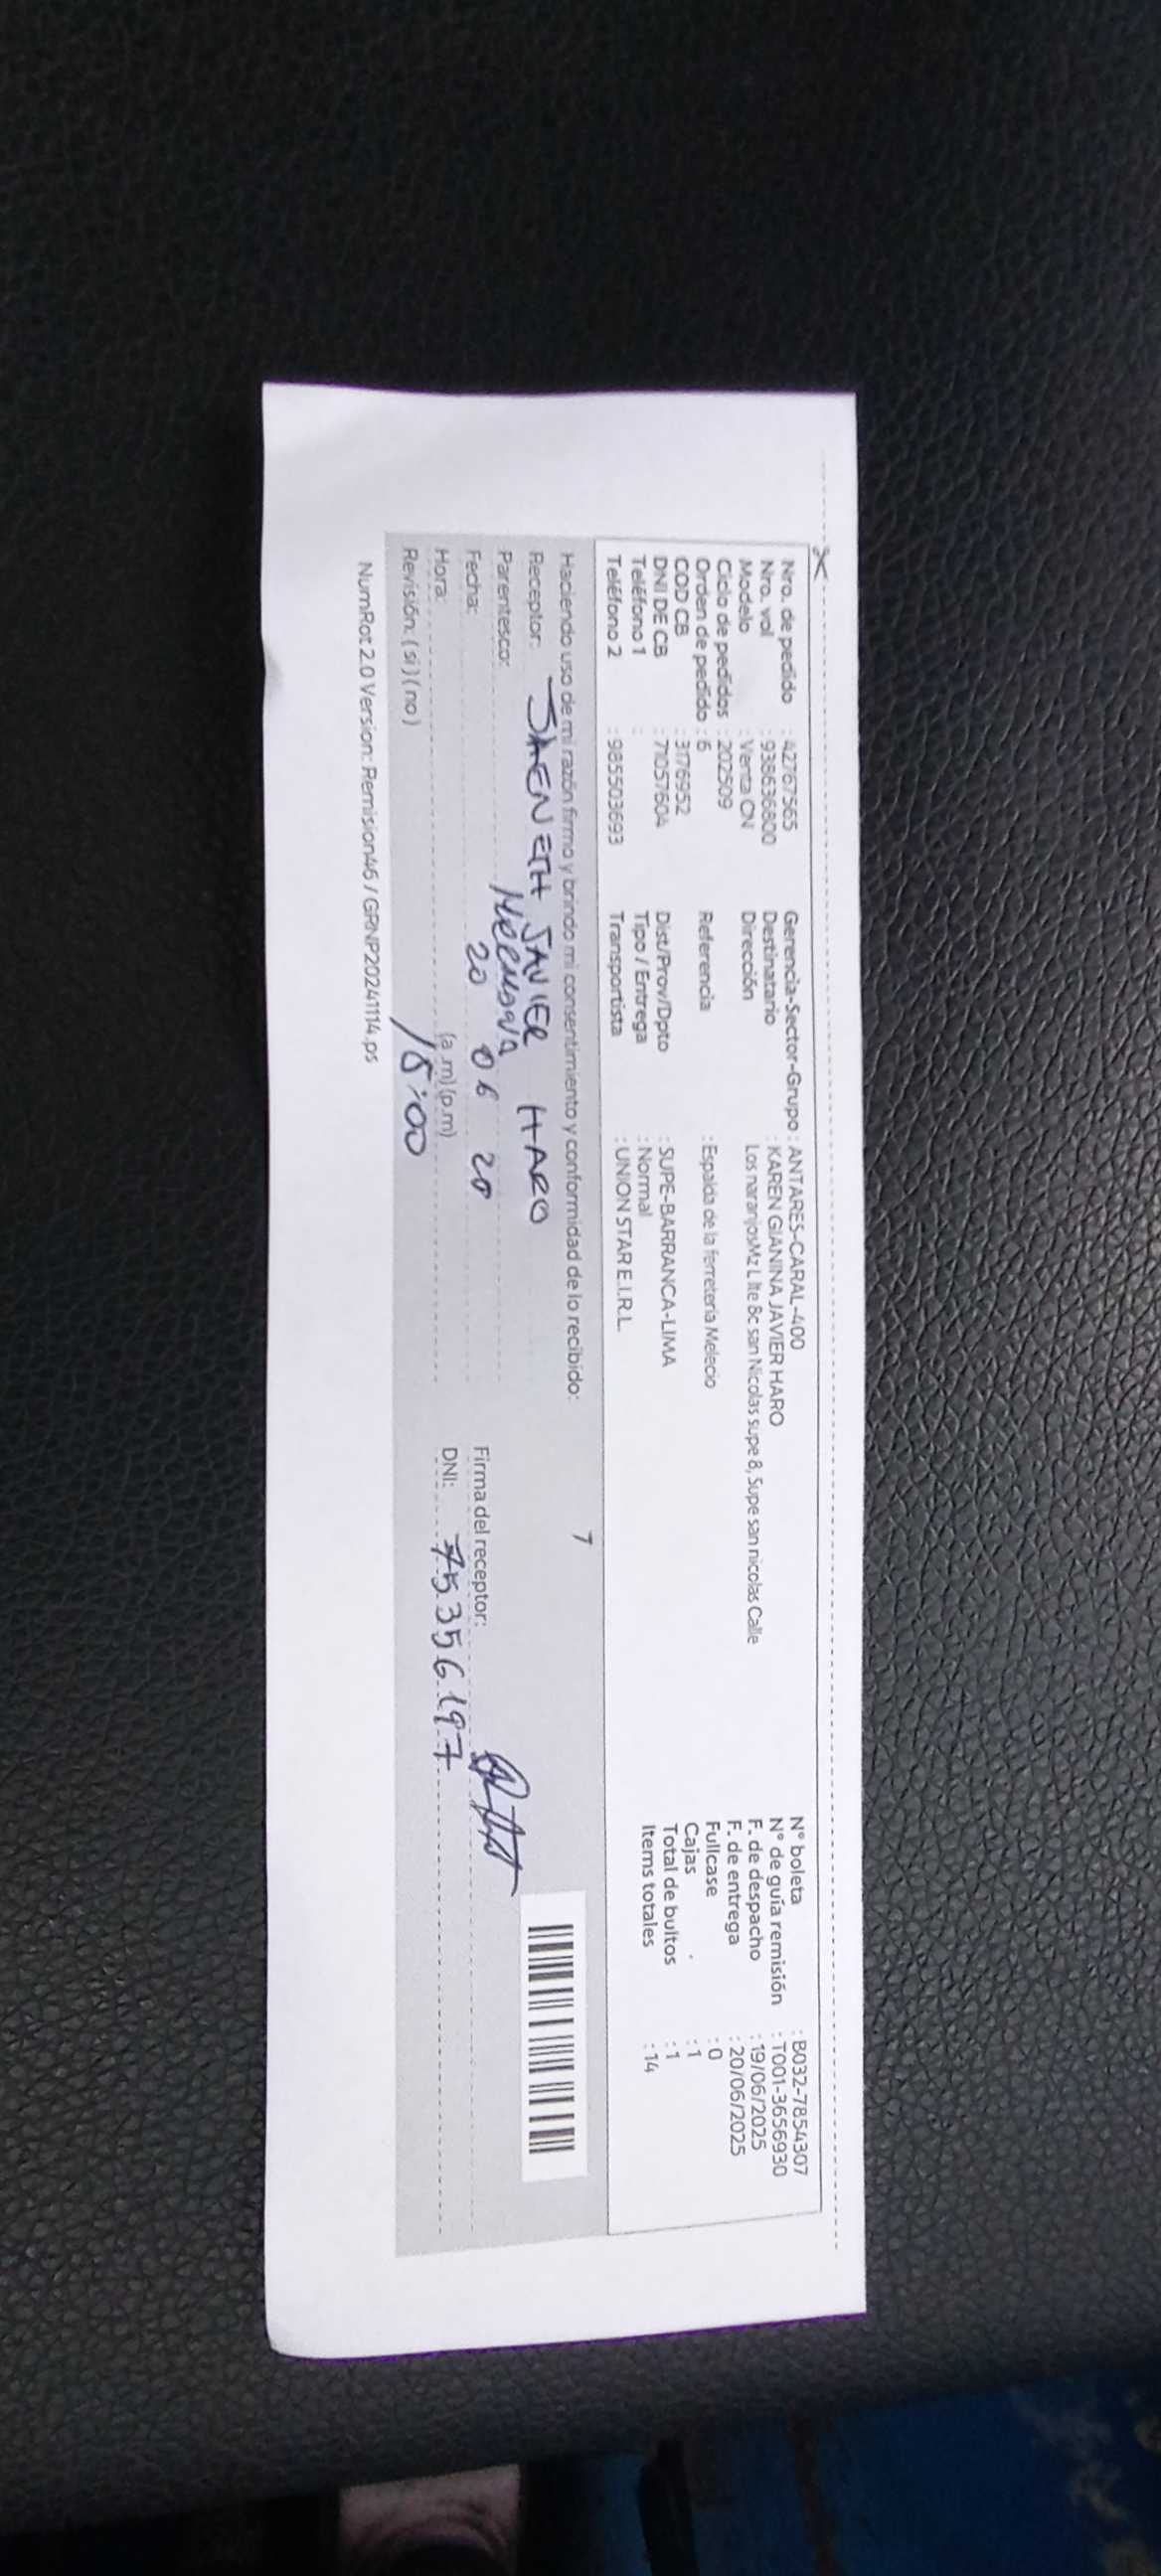 Nro. de pedido : 42767565
Nro. vol : 938636800
Modelo : Venta CN
Ciclo de pedidos : 202509
Orden de pedido : 6
COD CB : 3176952
DNI DE CB : 71057604
Teléfono 1 :
Teléfono 2 : 985503693
Gerencia-Sector-Grupo : ANTARES-CARAL-400
Destinatario : KAREN GIANINA JAVIER HARO
Dirección Los naranjosMz L lte 8c san Nicolas supe 8, Supe san nicolas Calle
Referencia : Espalda de la ferretería Melecio
Dist/Prov/Dpto : SUPE-BARRANCA-LIMA
Tipo / Entrega : Normal
Transportista : UNION STAR E.I.R.L.
N° boleta : B032-7854307
N° de guía remisión : T001-3656930
F. de despacho : 19/06/2025
F. de entrega : 20/06/2025
Fullcase : 0
Cajas : 1
Total de bultos : 1
Items totales : 14
Haciendo uso de mi razón firmo y brindo mi consentimiento y conformidad de lo recibido: 7
Receptor: JAENETH JAVIER HARO
Parentesco:
Fecha: 20 06 20
Hora: (a .m) (p.m)
Revisión: ( si ) ( no )
Firma del receptor:
DNI: 75356197
NumRot 2.0 Version: Remision46 / GRNP20241114.ps